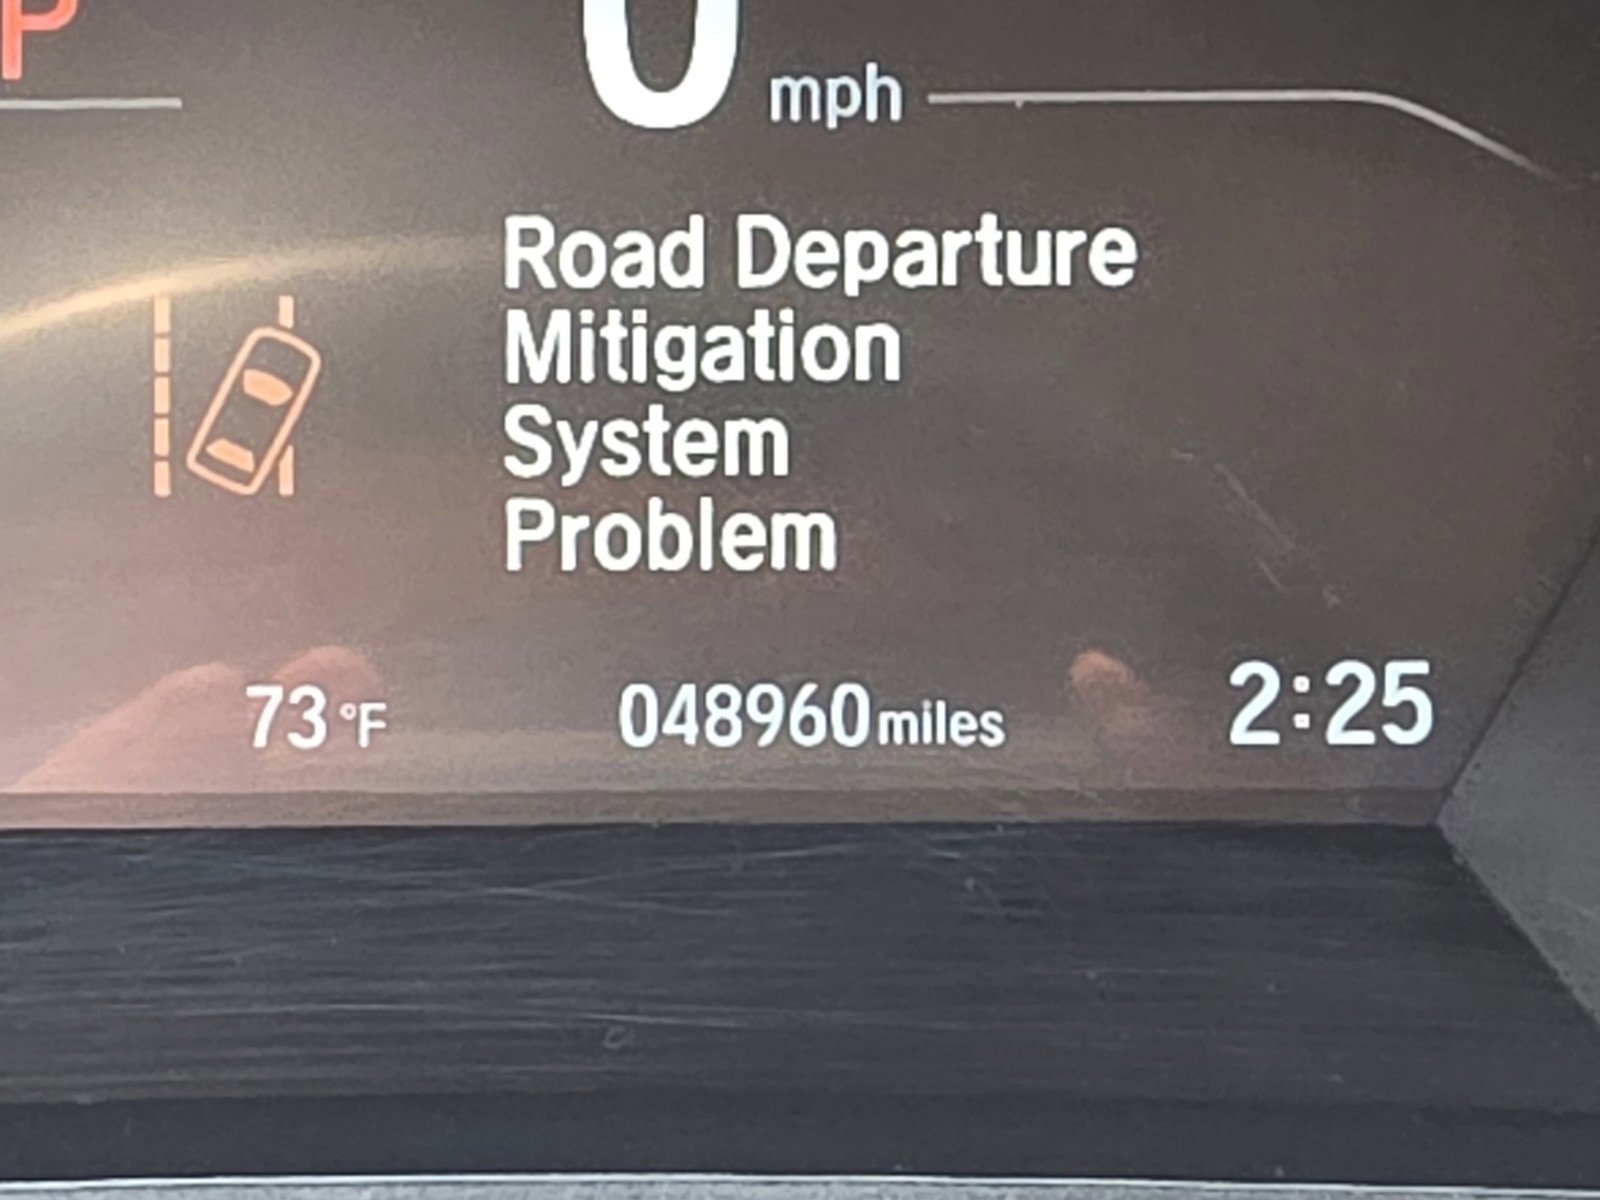 P
0 mph
Road Departure
Mitigation
System
Problem
73°F 048960miles 2:25